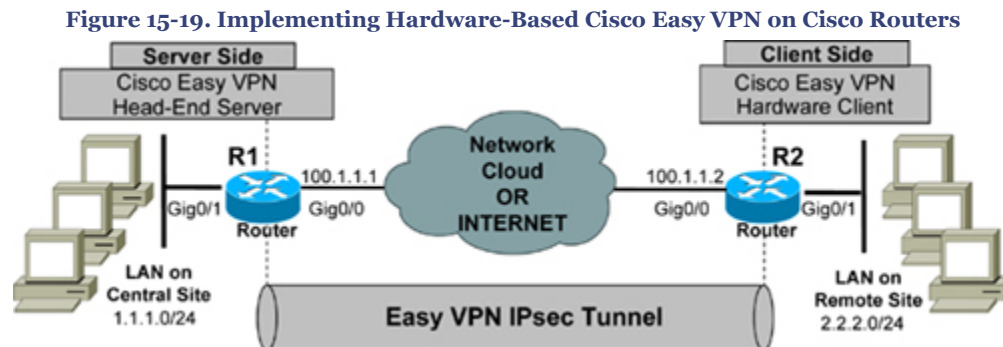 Figure 15-19. Implementing Hardware-Based Cisco Easy VPN on Cisco Routers
Server Side
Cisco Easy VPN
Head-End Server
Client Side
Cisco Easy VPN
Hardware Client
R1
100.1.1.1
Gig0/1
Gig0/0
Router
Network
Cloud
OR
INTERNET
R2
100.1.1.2
Gig0/0
Gig0/1
Router
LAN on
Central Site
1.1.1.0/24
LAN on
Remote Site
2.2.2.0/24
Easy VPN IPsec Tunnel